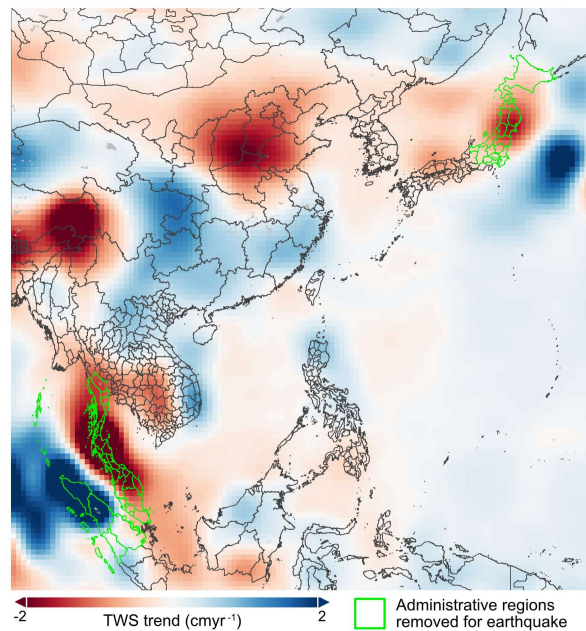 -2
TWS trend (cmyr⁻¹)
2
Administrative regions
removed for earthquake